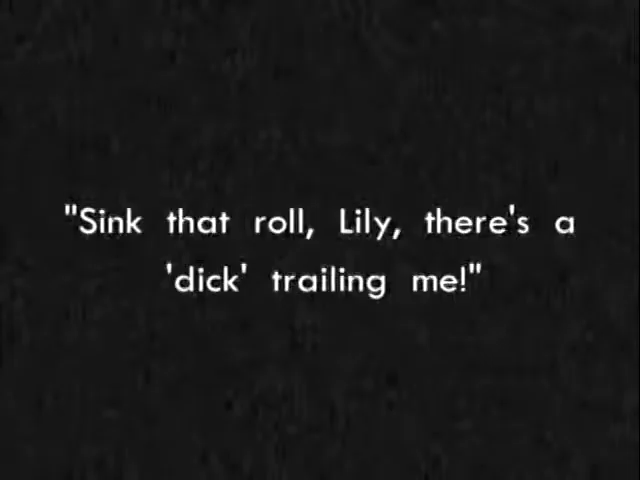 "Sink that roll, Lily, there's a
'dick' trailing me!"